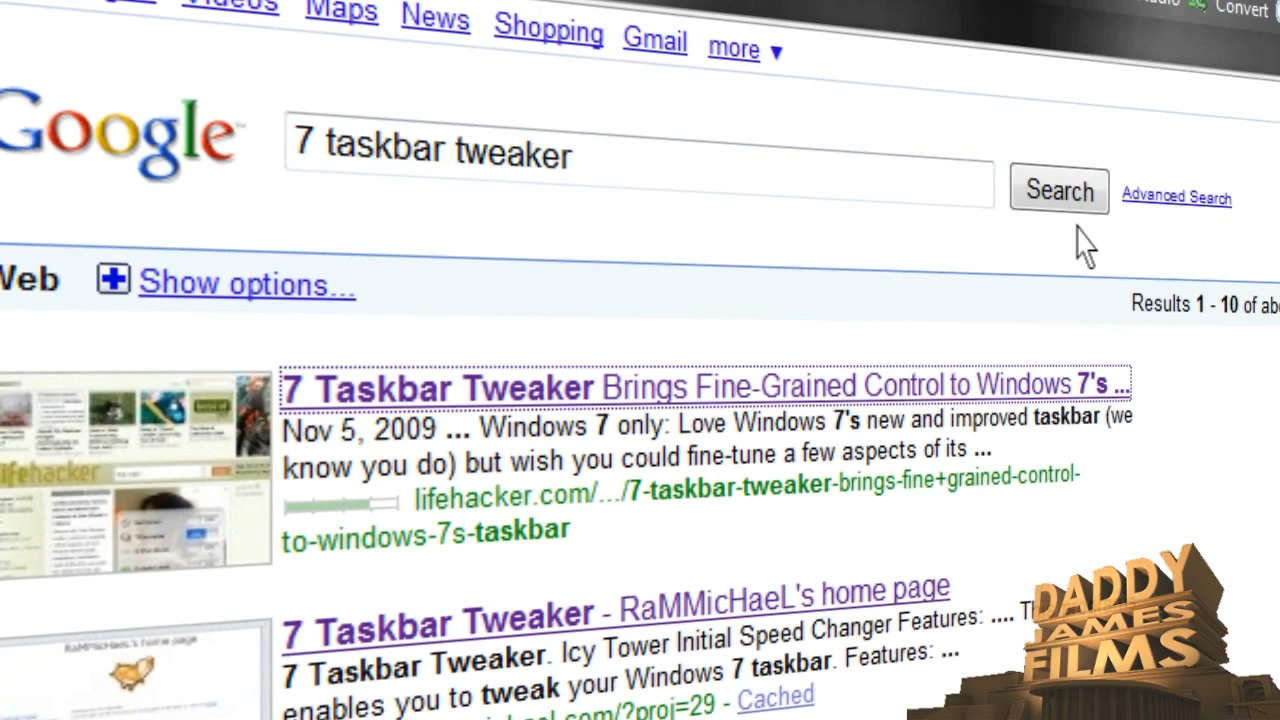 Videos Maps News Shopping Gmail more ▼
Convert
Google
7 taskbar tweaker
Search
Advanced Search
Web
Show options...
Results 1 - 10 of
7 Taskbar Tweaker Brings Fine-Grained Control to Windows 7's ...
Nov 5, 2009 ... Windows 7 only: Love Windows 7's new and improved taskbar (we
know you do) but wish you could fine-tune a few aspects of its ...
lifehacker.com/.../7-taskbar-tweaker-brings-fine+grained-control-
to-windows-7s-taskbar
lifehacker
7 Taskbar Tweaker - RaMMicHaeL's home page
RaMMicHaeL's home page
7 Taskbar Tweaker. Icy Tower Initial Speed Changer Features: ....
enables you to tweak your Windows 7 taskbar. Features: ...
.com/?proj=29 - Cached
DADDY
JAMES
FILMS